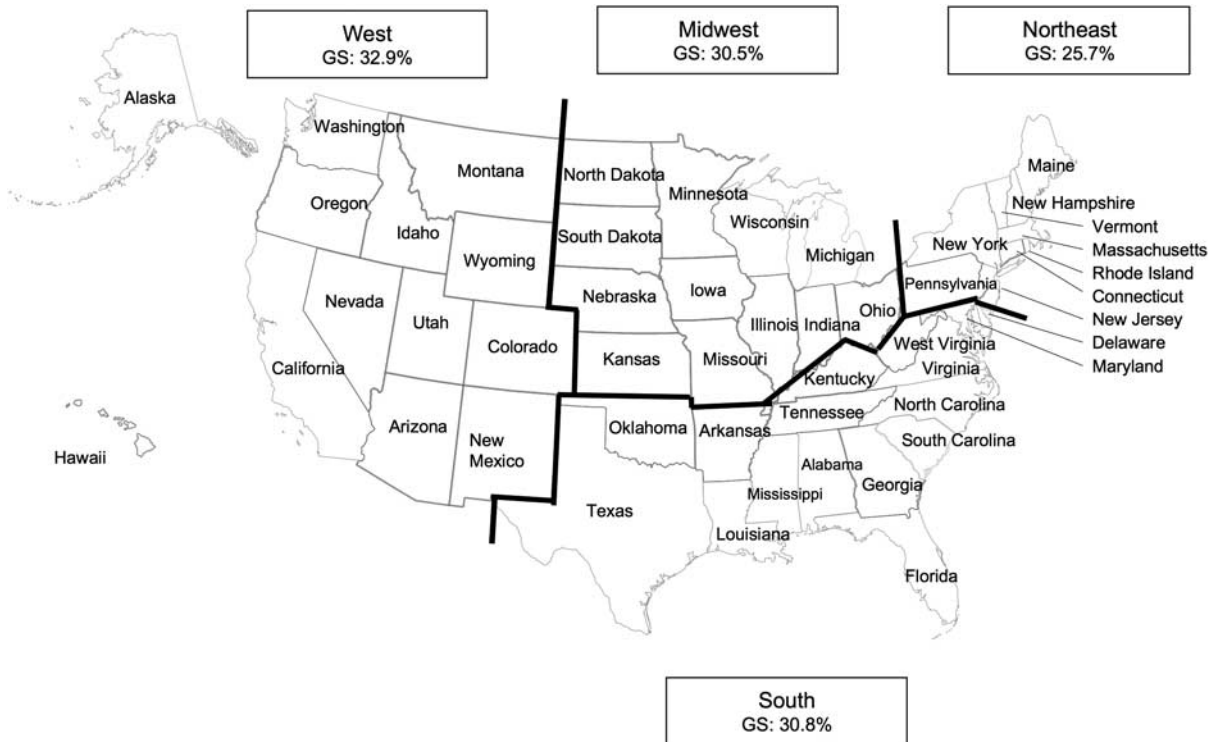 West
GS: 32.9%
Midwest
GS: 30.5%
Northeast
GS: 25.7%
Alaska
Washington
Montana
North Dakota
Minnesota
Maine
Oregon
Idaho
Wyoming
South Dakota
Wisconsin
Michigan
New York
New Hampshire
Vermont
Massachusetts
Rhode Island
Connecticut
New Jersey
Delaware
Maryland
Nevada
Utah
Colorado
Nebraska
Iowa
Illinois
Indiana
Ohio
Pennsylvania
California
Kansas
Missouri
Kentucky
West Virginia
Virginia
Hawaii
Arizona
New
Mexico
Oklahoma
Arkansas
Tennessee
North Carolina
South Carolina
Texas
Louisiana
Mississippi
Alabama
Georgia
Florida
South
GS: 30.8%